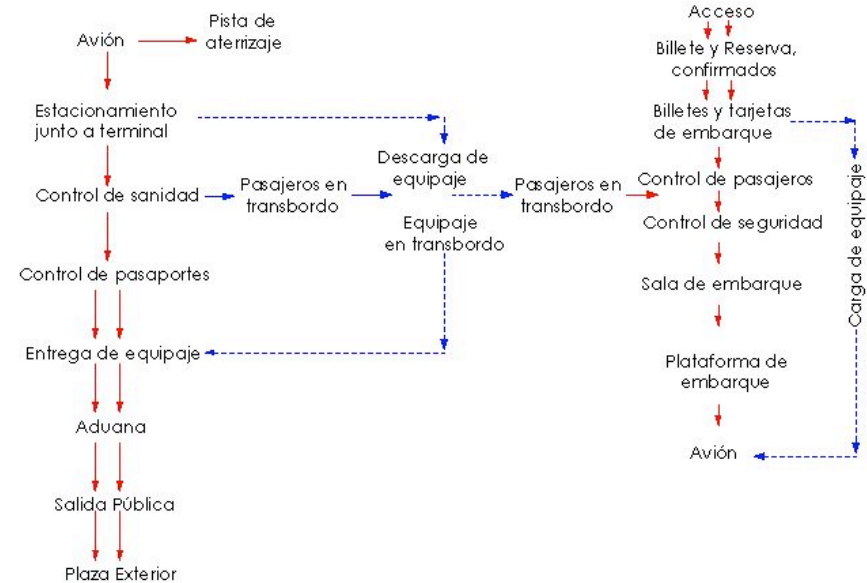 Avión
Pista de
aterrizaje
Estacionamiento
junto a terminal
Control de sanidad
Pasajeros en
transbordo
Descarga de
equipaje
Equipaje
en transbordo
Pasajeros en
transbordo
Control de pasaportes
Entrega de equipaje
Aduana
Salida Pública
Plaza Exterior
Acceso
Billete y Reserva,
confirmados
Billetes y tarjetas
de embarque
Control de pasajeros
Control de seguridad
Sala de embarque
Plataforma de
embarque
Avión
Carga de equipaje